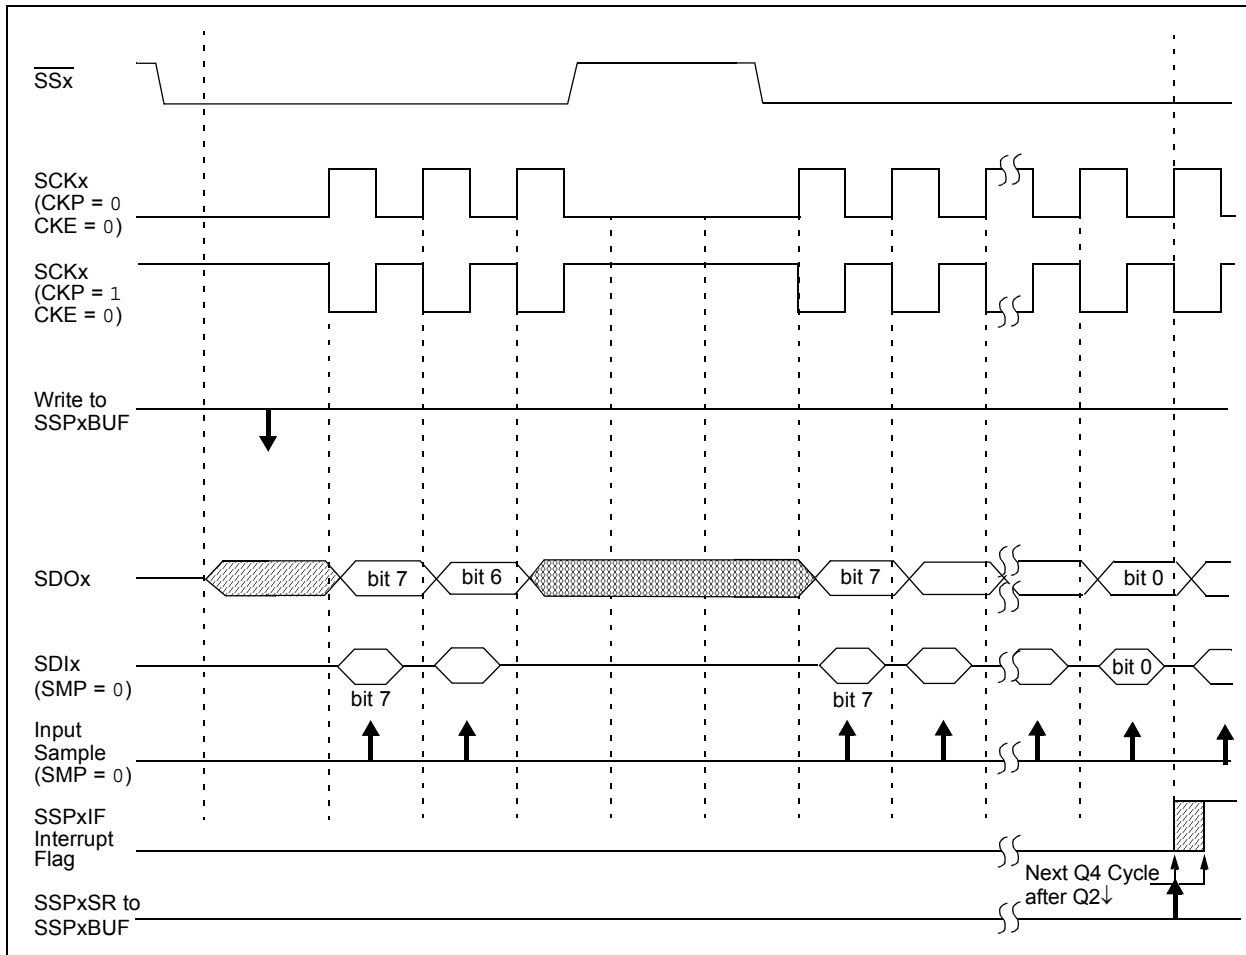 SSx
SCKx
(CKP = 0
CKE = 0)
SCKx
(CKP = 1
CKE = 0)
Write to
SSPxBUF
SDOx
bit 7
bit 6
bit 7
bit 0
SDIx
(SMP = 0)
bit 7
bit 7
bit 0
Input
Sample
(SMP = 0)
SSPxIF
Interrupt
Flag
Next Q4 Cycle
after Q2↓
SSPxSR to
SSPxBUF